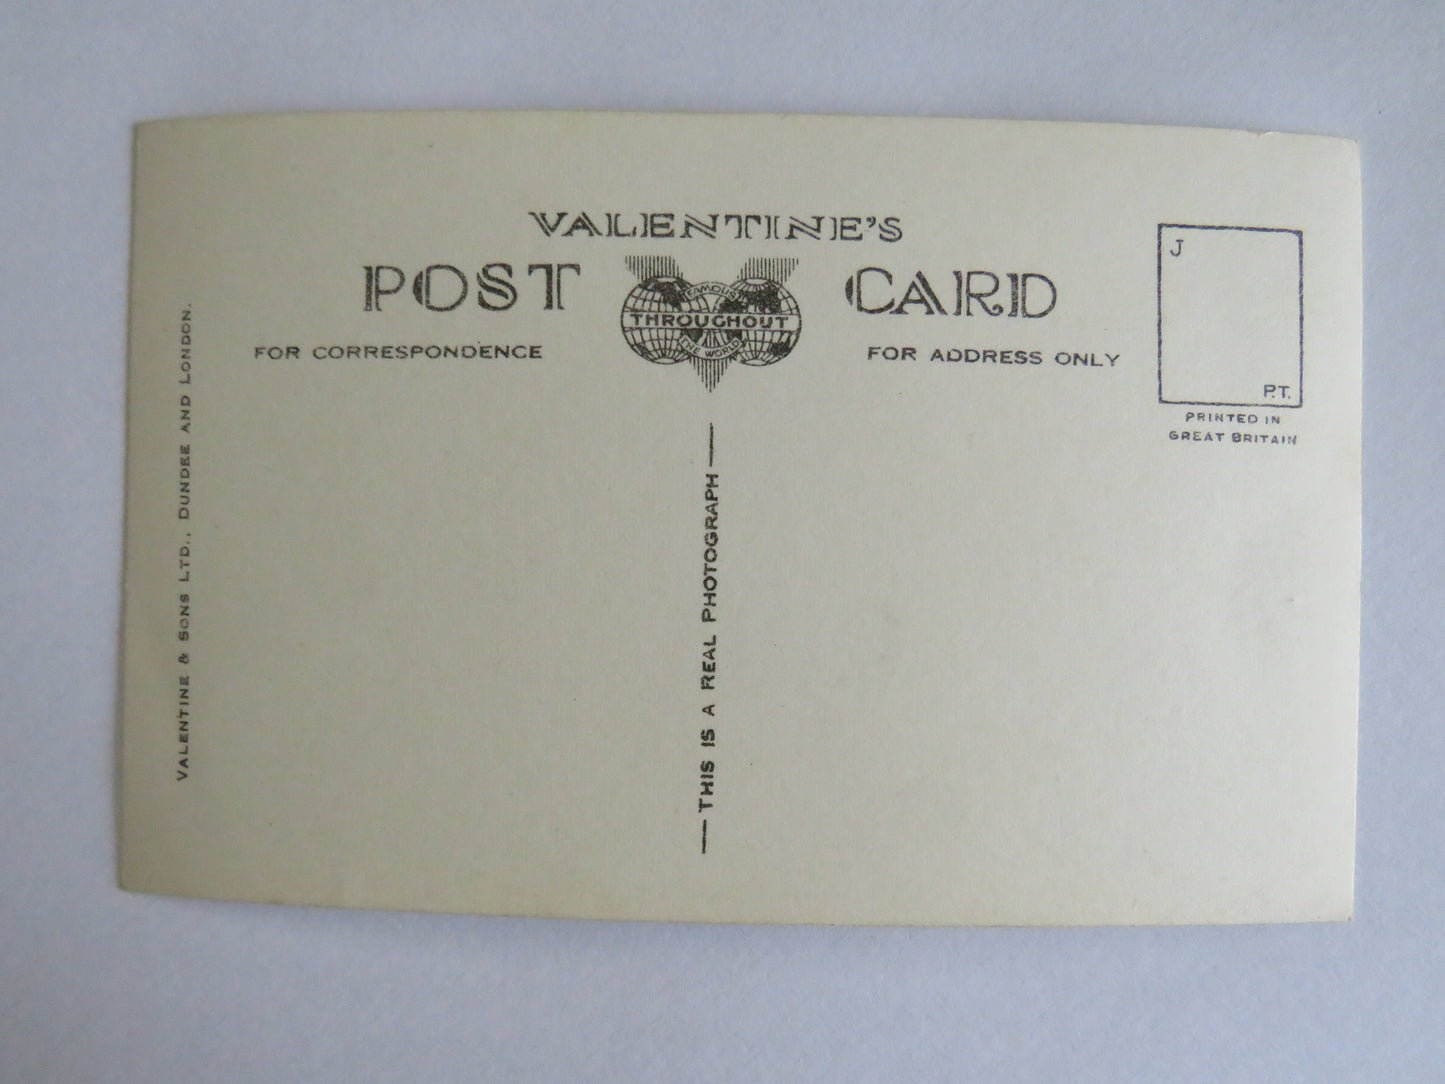 VALENTINE'S
POST CARD
FAMOUS
THROUGHOUT
THE WORLD
FOR CORRESPONDENCE
FOR ADDRESS ONLY
J
P.T.
PRINTED IN
GREAT BRITAIN
VALENTINE & SONS LTD., DUNDEE AND LONDON.
THIS IS A REAL PHOTOGRAPH